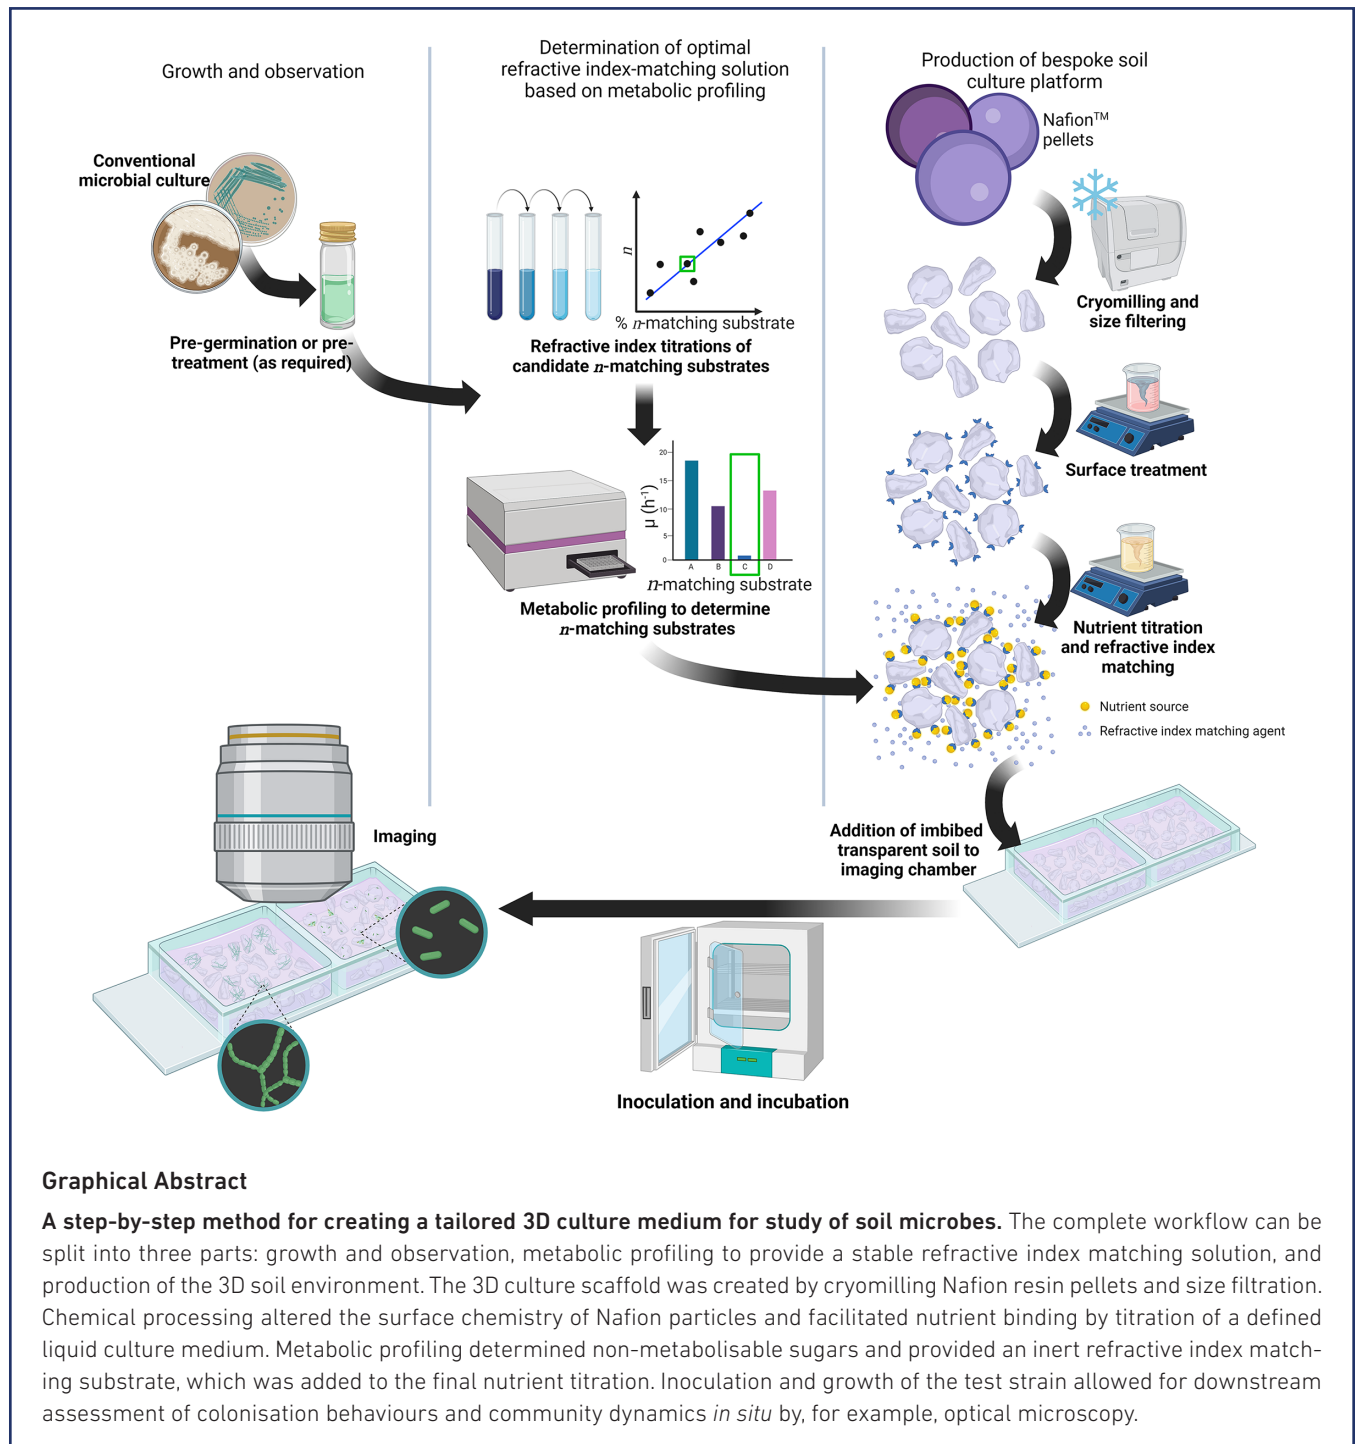 Growth and observation
Determination of optimal
refractive index-matching solution
based on metabolic profiling
Production of bespoke soil
culture platform
Nafion™
pellets
Conventional
microbial culture
Pre-germination or pre-
treatment (as required)
n
% n-matching substrate
Refractive index titrations of
candidate n-matching substrates
Cryomilling and
size filtering
Surface treatment
20
15
10
5
0
µ (h⁻¹)
A B C D
n-matching substrate
Metabolic profiling to determine
n-matching substrates
Nutrient titration
and refractive index
matching
Nutrient source
Refractive index matching agent
Addition of imbibed
transparent soil to
imaging chamber
Imaging
Inoculation and incubation
Graphical Abstract
A step-by-step method for creating a tailored 3D culture medium for study of soil microbes. The complete workflow can be
split into three parts: growth and observation, metabolic profiling to provide a stable refractive index matching solution, and
production of the 3D soil environment. The 3D culture scaffold was created by cryomilling Nafion resin pellets and size filtration.
Chemical processing altered the surface chemistry of Nafion particles and facilitated nutrient binding by titration of a defined
liquid culture medium. Metabolic profiling determined non-metabolisable sugars and provided an inert refractive index match-
ing substrate, which was added to the final nutrient titration. Inoculation and growth of the test strain allowed for downstream
assessment of colonisation behaviours and community dynamics in situ by, for example, optical microscopy.